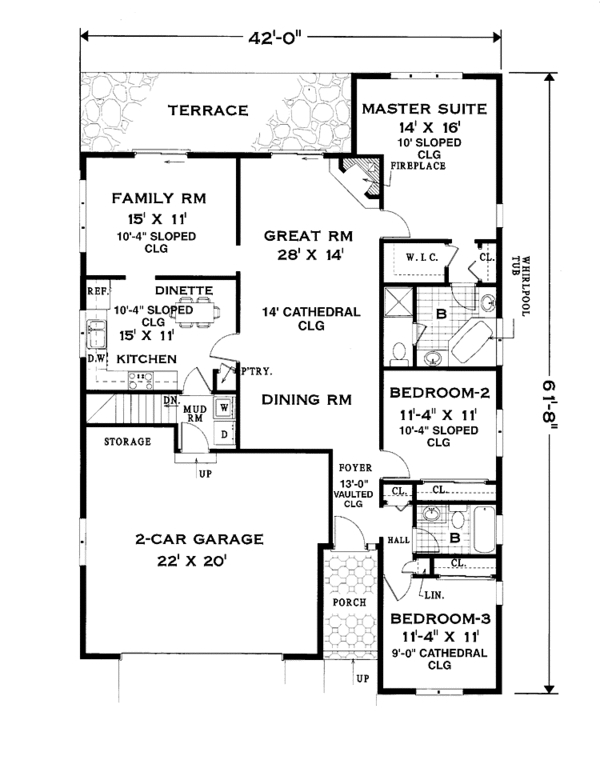 42'-0"
TERRACE
MASTER SUITE
14' X 16'
10' SLOPED
CLG
FIREPLACE
FAMILY RM
15' X 11'
10'-4" SLOPED
CLG
GREAT RM
28' X 14'
14' CATHEDRAL
CLG
W.I.C.
CL.
WHIRLPOOL
TUB
B
REF.
DINETTE
10'-4" SLOPED
CLG
15' X 11'
D.W
KITCHEN
P'TRY.
DINING RM
BEDROOM-2
11'-4" X 11'
10'-4" SLOPED
CLG
61'-8"
DN.
MUD
RM
W
D
STORAGE
UP
FOYER
13'-0"
VAULTED
CLG
CL.
CL.
2-CAR GARAGE
22' X 20'
HALL
B
CL.
LIN.
PORCH
BEDROOM-3
11'-4" X 11'
9'-0" CATHEDRAL
CLG
UP